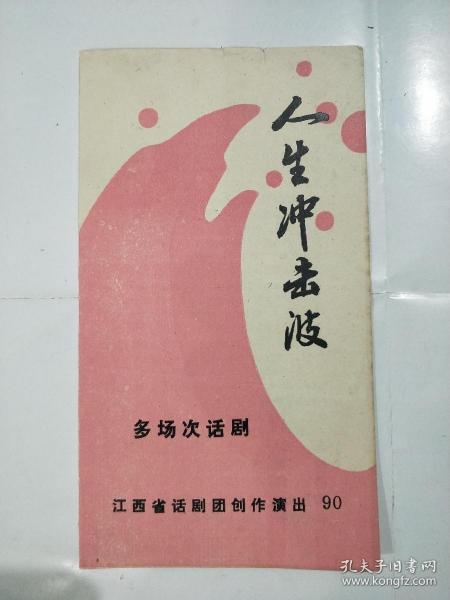 人生冲击波
多场次话剧
江西省话剧团创作演出 90
孔夫子旧书网
www.kongfz.com